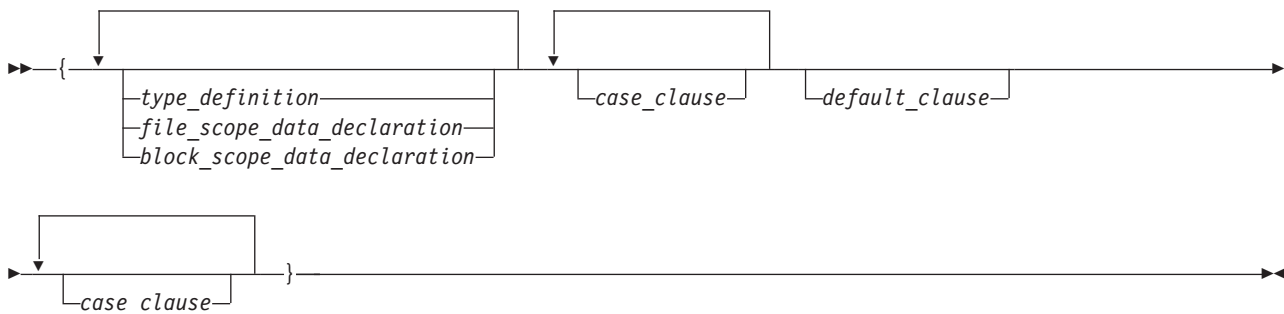 {
type_definition
file_scope_data_declaration
block_scope_data_declaration
case_clause
default_clause
case clause
}